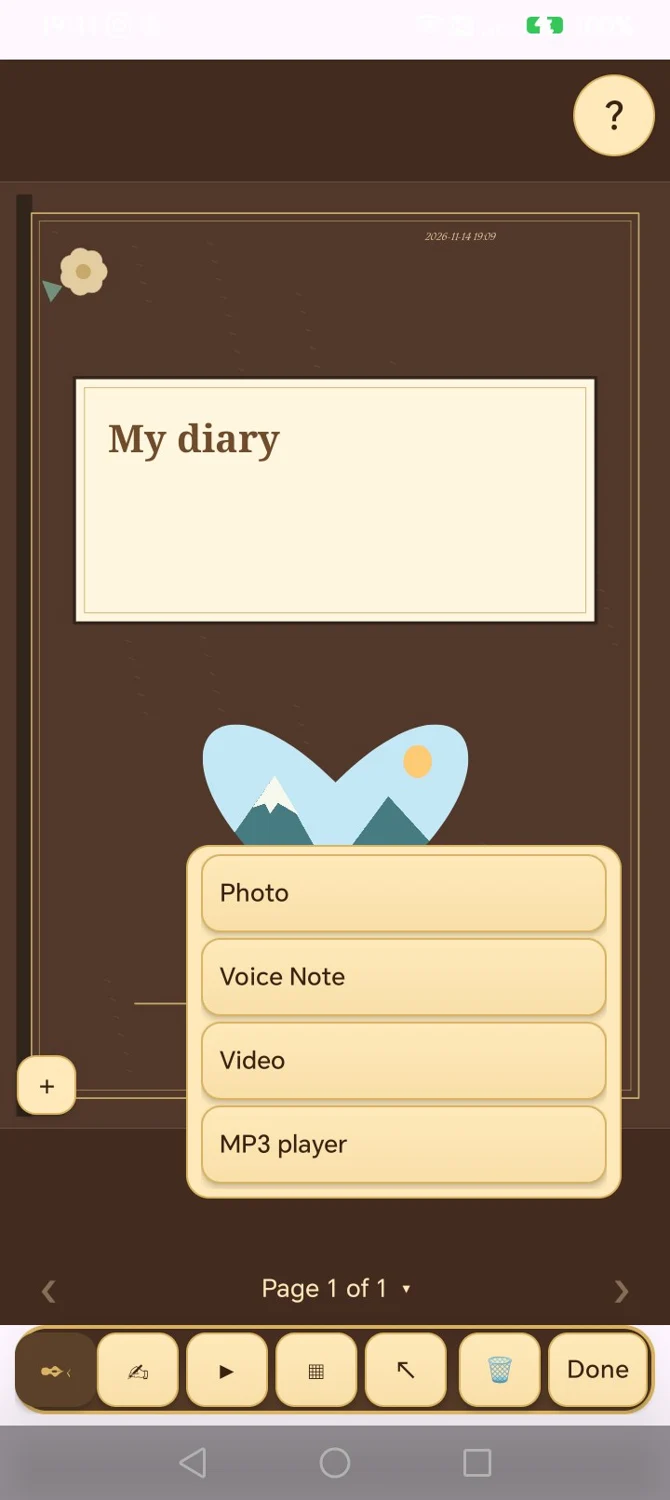 ?
2026-11-14 19:09
My diary
Photo
Voice Note
Video
MP3 player
+
Page 1 of 1 ▾
Done